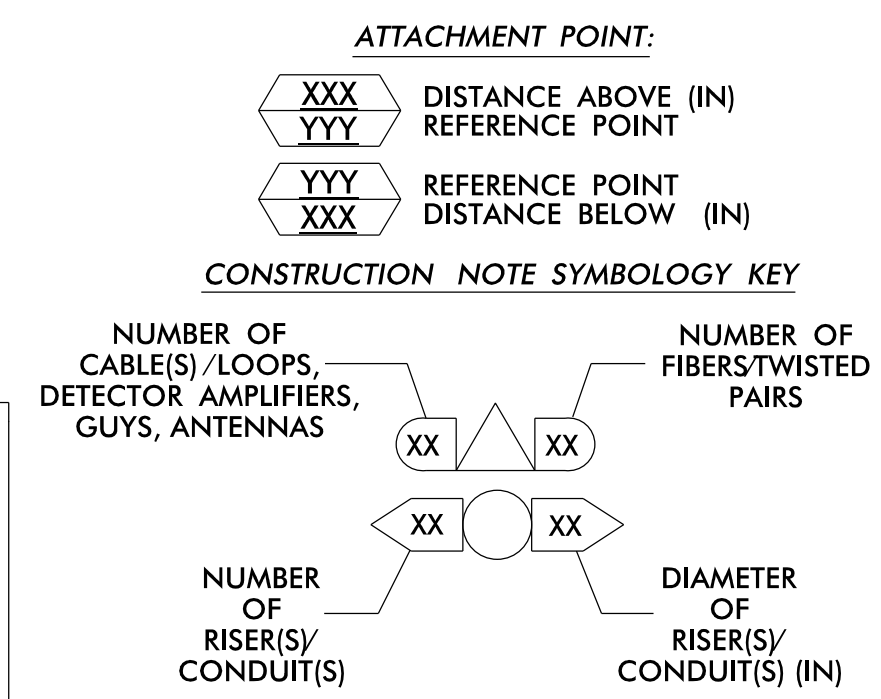 ATTACHMENT POINT:
XXX
YYY
DISTANCE ABOVE (IN)
REFERENCE POINT
YYY
XXX
REFERENCE POINT
DISTANCE BELOW (IN)
CONSTRUCTION NOTE SYMBOLOGY KEY
NUMBER OF
CABLE(S)/LOOPS,
DETECTOR AMPLIFIERS,
GUYS, ANTENNAS
NUMBER OF
FIBERS/TWISTED
PAIRS
XX
XX
XX
XX
NUMBER
OF
RISER(S)/
CONDUIT(S)
DIAMETER
OF
RISER(S)/
CONDUIT(S) (IN)